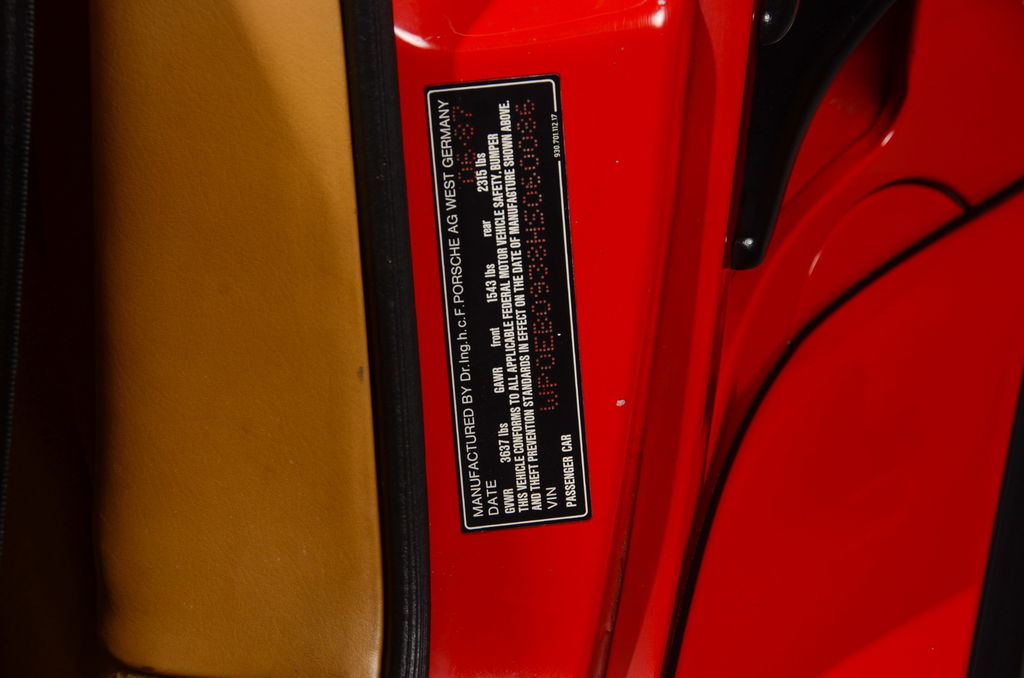 MANUFACTURED BY Dr.Ing.h.c.F.PORSCHE AG WEST GERMANY
DATE
GVWR 3637 lbs GAWR front 1543 lbs rear 2315 lbs
THIS VEHICLE CONFORMS TO ALL APPLICABLE FEDERAL MOTOR VEHICLE SAFETY, BUMPER
AND THEFT PREVENTION STANDARDS IN EFFECT ON THE DATE OF MANUFACTURE SHOWN ABOVE.
VIN
PASSENGER CAR
930 701 112 17